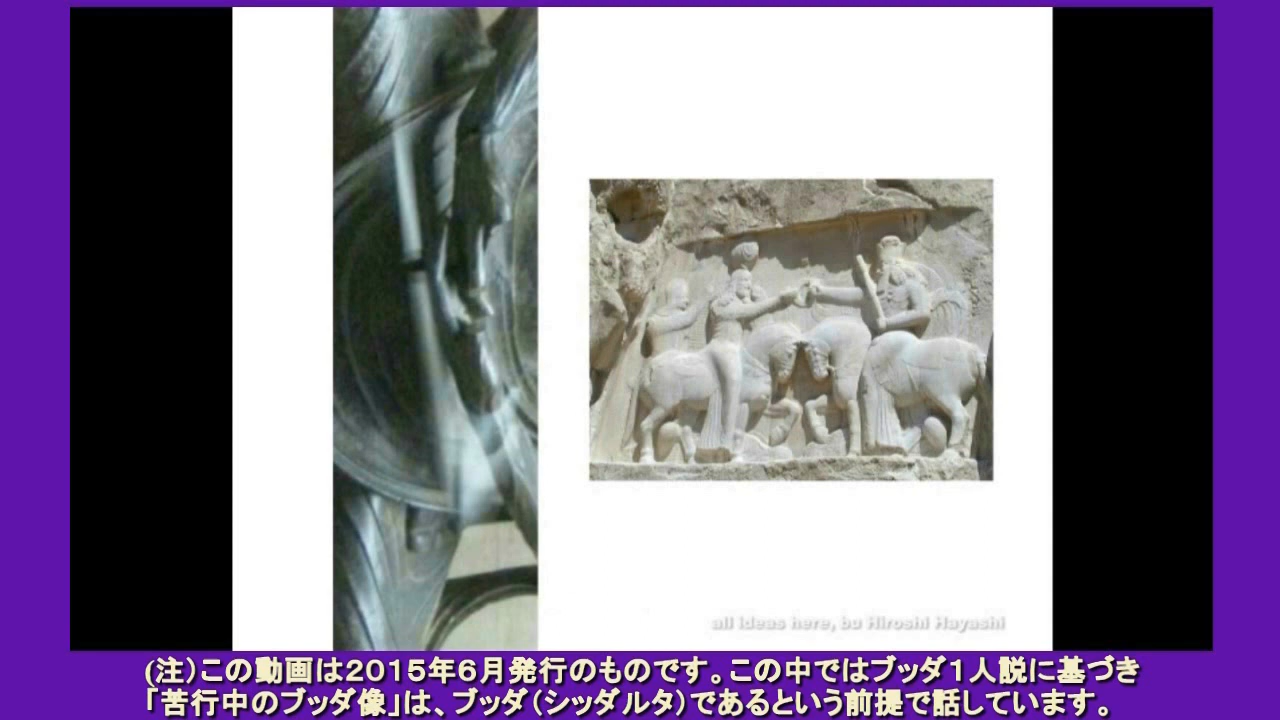 all ideas here, bu Hiroshi Hayashi
(注)この動画は2015年6月発行のものです。この中ではブッダ1人説に基づき
「苦行中のブッダ像」は、ブッダ(シッダルタ)であるという前提で話しています。